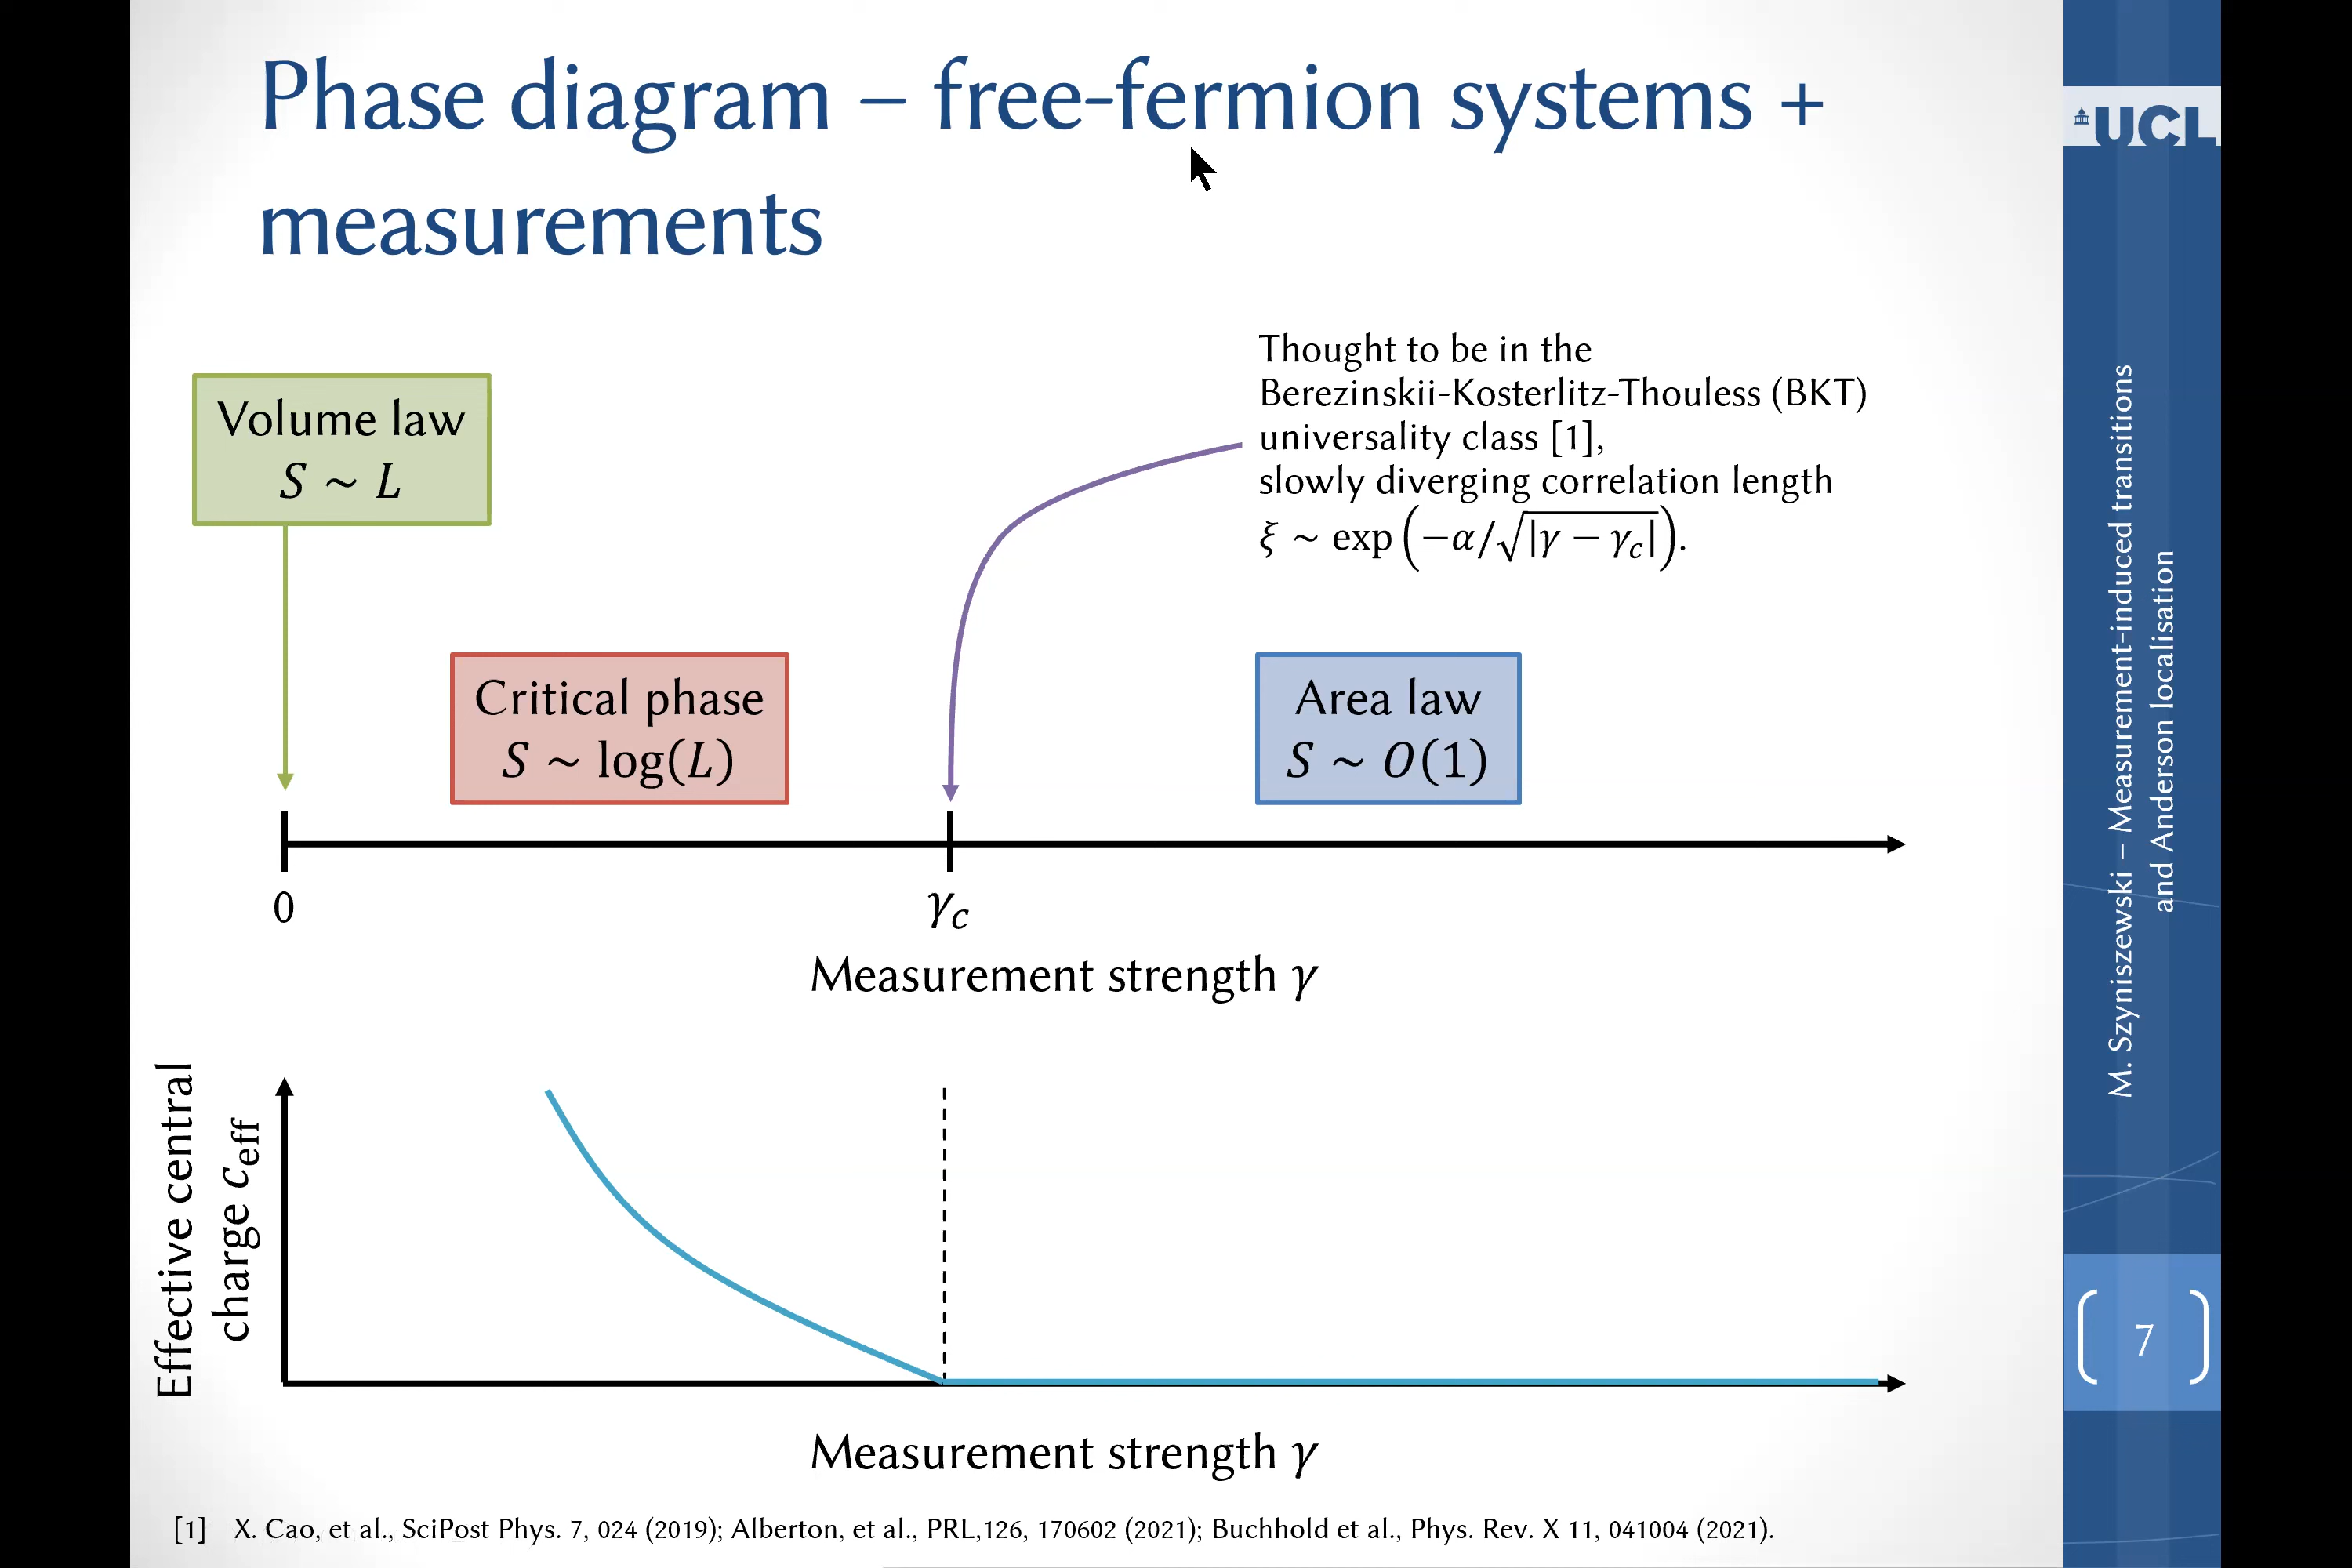 Phase diagram – free-fermion systems +
measurements
UCL
Thought to be in the
Berezinskii-Kosterlitz-Thouless (BKT)
universality class [1],
slowly diverging correlation length
ξ ~ exp(−α/√|γ − γc|).
Volume law
S ~ L
Critical phase
S ~ log(L)
Area law
S ~ O(1)
0
γc
Measurement strength γ
Effective central
charge ceff
Measurement strength γ
[1] X. Cao, et al., SciPost Phys. 7, 024 (2019); Alberton, et al., PRL,126, 170602 (2021); Buchhold et al., Phys. Rev. X 11, 041004 (2021).
M. Szyniszewski – Measurement-induced transitions
and Anderson localisation
7